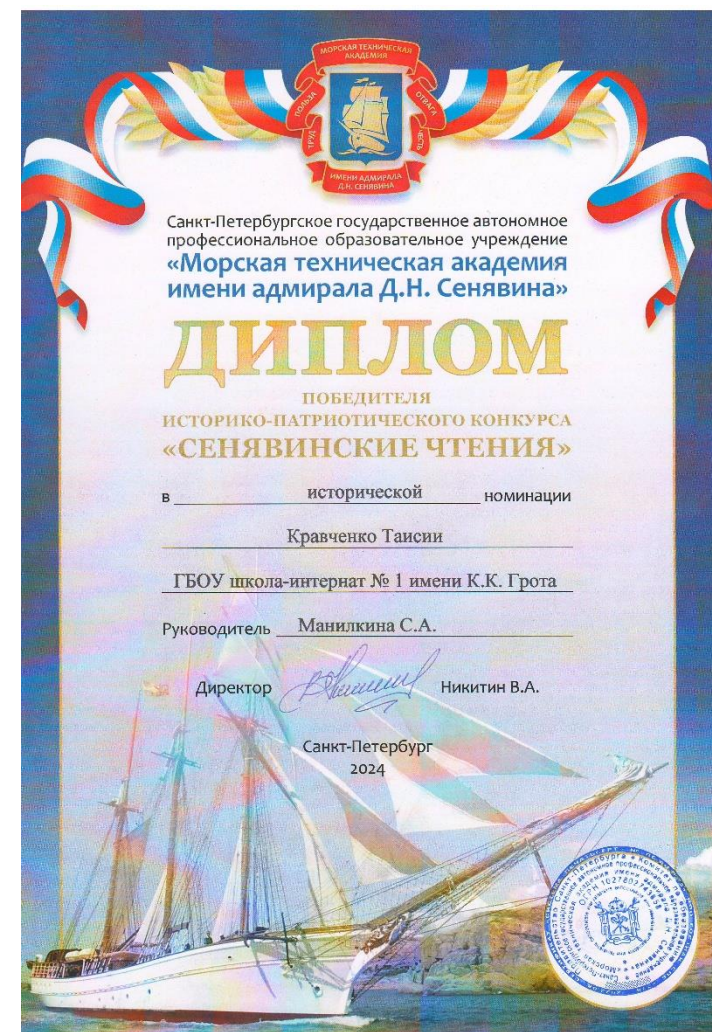 МОРСКАЯ ТЕХНИЧЕСКАЯ
АКАДЕМИЯ
ТРУД
ПОЛЬЗА
ОТВАГА
ЧЕСТЬ
ИМЕНИ АДМИРАЛА
Д.Н. СЕНЯВИНА
Санкт-Петербургское государственное автономное
профессиональное образовательное учреждение
«Морская техническая академия
имени адмирала Д.Н. Сенявина»
ДИПЛОМ
ПОБЕДИТЕЛЯ
ИСТОРИКО-ПАТРИОТИЧЕСКОГО КОНКУРСА
«СЕНЯВИНСКИЕ ЧТЕНИЯ»
в исторической номинации
Кравченко Таисии
ГБОУ школа-интернат № 1 имени К.К. Грота
Руководитель Манилкина С.А.
Директор Никитин В.А.
Санкт-Петербург
2024